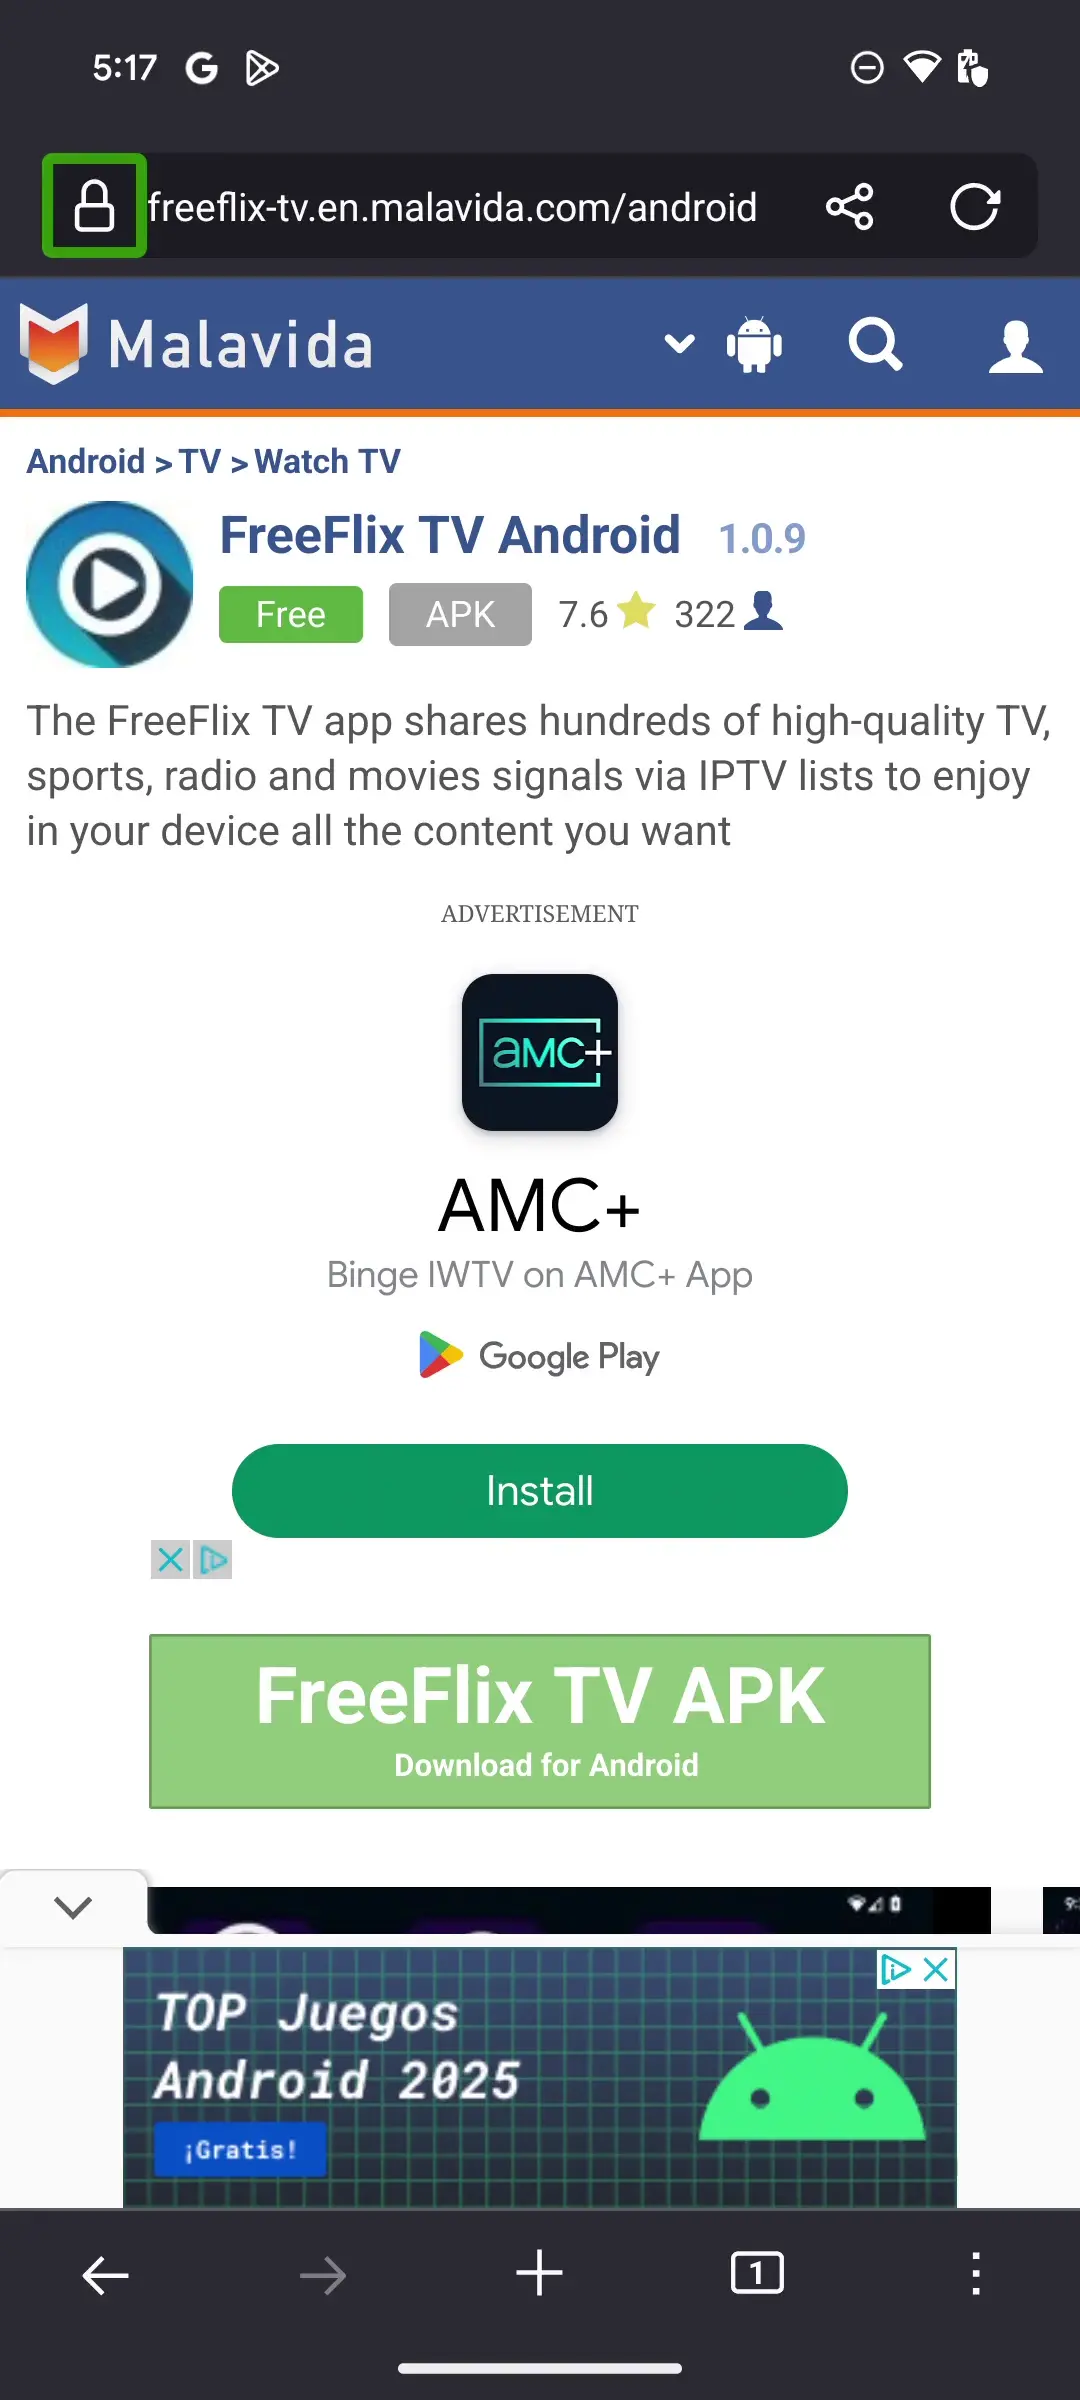 5:17
freeflix-tv.en.malavida.com/android
Malavida
Android > TV > Watch TV
FreeFlix TV Android 1.0.9
Free APK 7.6 322
The FreeFlix TV app shares hundreds of high-quality TV,
sports, radio and movies signals via IPTV lists to enjoy
in your device all the content you want
ADVERTISEMENT
aMC+
AMC+
Binge IWTV on AMC+ App
Google Play
Install
FreeFlix TV APK
Download for Android
TOP Juegos
Android 2025
¡Gratis!
1